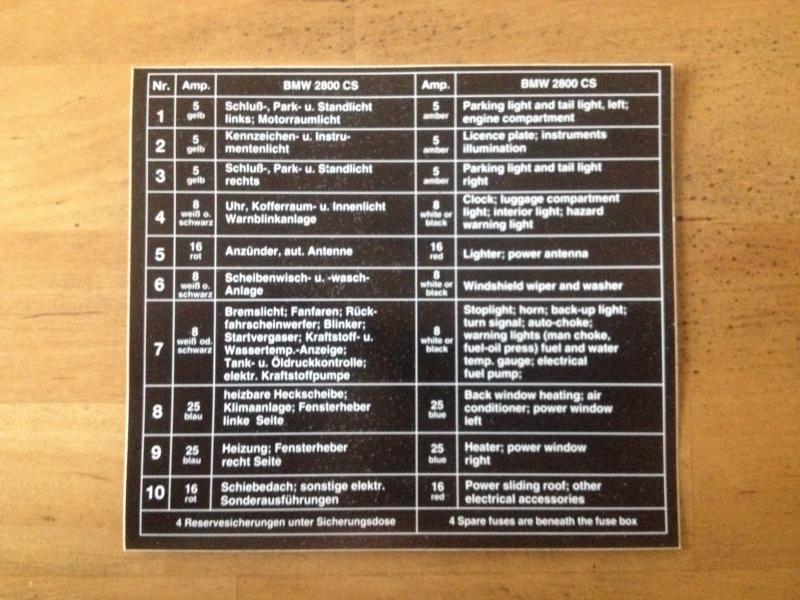 Nr. Amp. BMW 2800 CS Amp. BMW 2800 CS
1 5 gelb Schluß-, Park- u. Standlicht
links; Motorraumlicht
5 amber Parking light and tail light, left;
engine compartment
2 5 gelb Kennzeichen- u. Instru-
mentenlicht
5 amber Licence plate; instruments
illumination
3 5 gelb Schluß-, Park- u. Standlicht
rechts
5 amber Parking light and tail light
right
4 8 weiß o. schwarz Uhr, Kofferraum- u. Innenlicht
Warnblinkanlage
8 white or black Clock; luggage compartment
light; interior light; hazard
warning light
5 16 rot Anzünder, aut. Antenne
16 red Lighter; power antenna
6 8 weiß o. schwarz Scheibenwisch- u. -wasch-
Anlage
8 white or black Windshield wiper and washer
7 8 weiß od. schwarz Bremslicht; Fanfaren; Rück-
fahrscheinwerfer; Blinker;
Startvergaser; Kraftstoff- u.
Wassertemp.-Anzeige;
Tank- u. Öldruckkontrolle;
elektr. Kraftstoffpumpe
8 white or black Stoplight; horn; back-up light;
turn signal; auto-choke;
warning lights (man choke,
fuel-oil press) fuel and water
temp. gauge; electrical
fuel pump;
8 25 blau heizbare Heckscheibe;
Klimaanlage; Fensterheber
linke Seite
25 blue Back window heating; air
conditioner; power window
left
9 25 blau Heizung; Fensterheber
recht Seite
25 blue Heater; power window
right
10 16 rot Schiebedach; sonstige elektr.
Sonderausführungen
16 red Power sliding roof; other
electrical accessories
4 Reservesicherungen unter Sicherungsdose
4 Spare fuses are beneath the fuse box